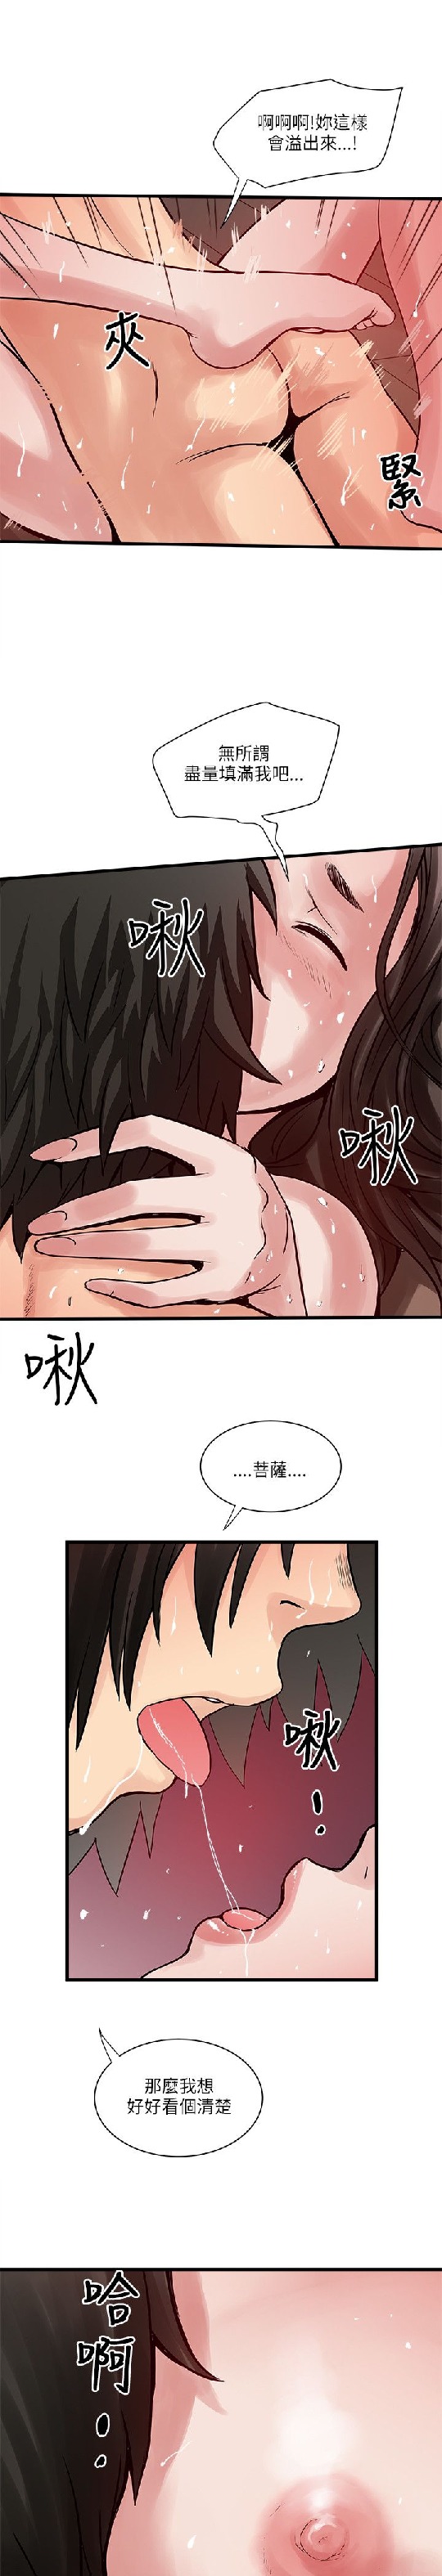 啊啊啊!妳這樣
會溢出來...!
夾
緊
無所謂
盡量填滿我吧...
啾
啾
啾
....菩薩....
啾..
那麼我想
好好看個清楚
哈
啊..